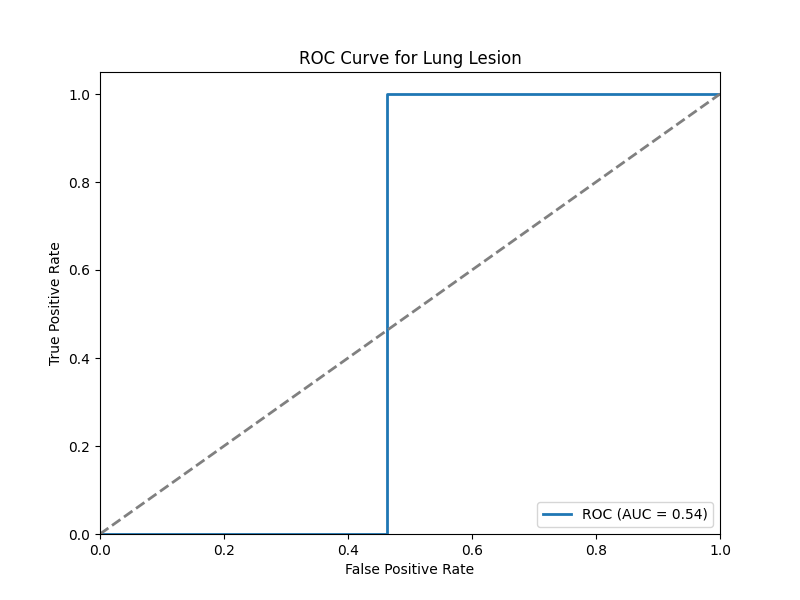 ROC Curve for Lung Lesion
True Positive Rate
1.0
0.8
0.6
0.4
0.2
0.0
0.0 0.2 0.4 0.6 0.8 1.0
False Positive Rate
ROC (AUC = 0.54)